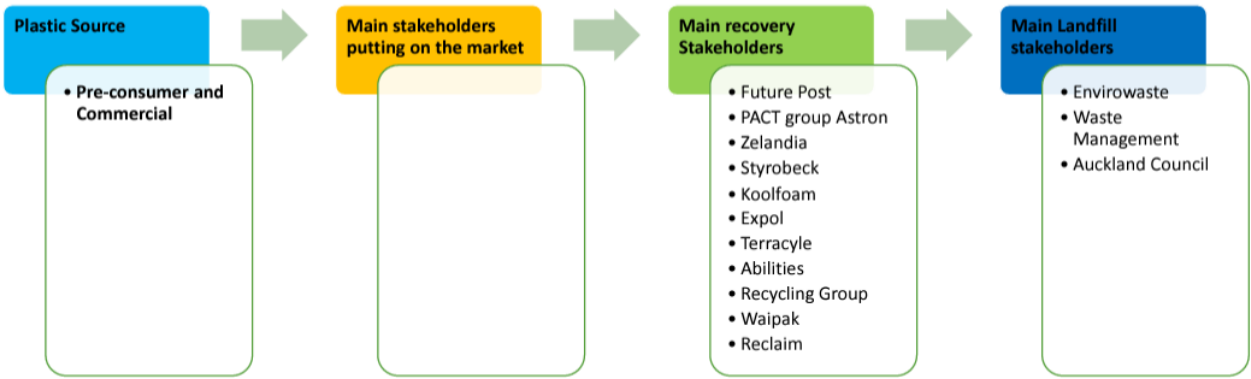 Plastic Source
• Pre-consumer and
Commercial
Main stakeholders
putting on the market
Main recovery
Stakeholders
• Future Post
• PACT group Astron
• Zelandia
• Styrobeck
• Koolfoam
• Expol
• Terracyle
• Abilities
• Recycling Group
• Waipak
• Reclaim
Main Landfill
stakeholders
• Envirowaste
• Waste
Management
• Auckland Council